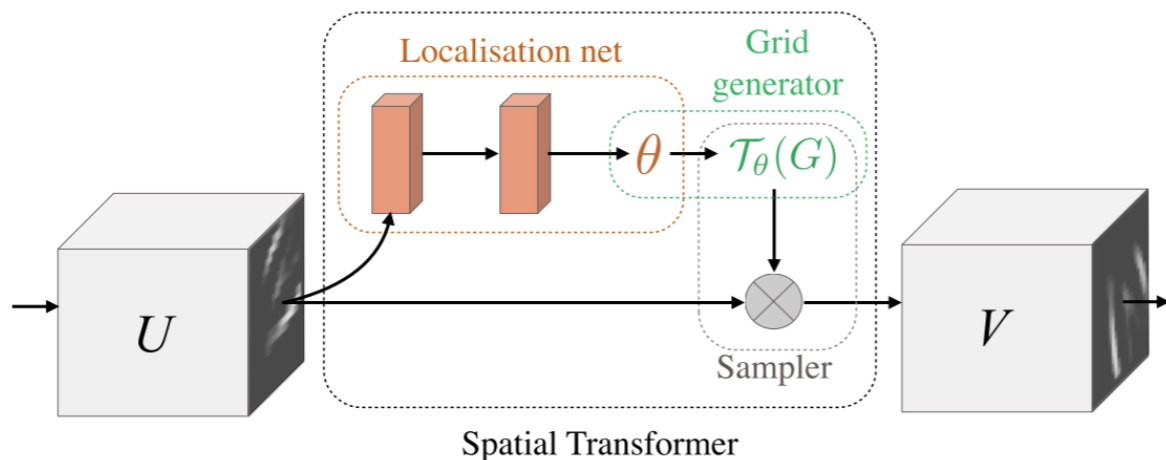 Localisation net
Grid
generator
θ
𝒯θ(G)
U
V
Sampler
Spatial Transformer